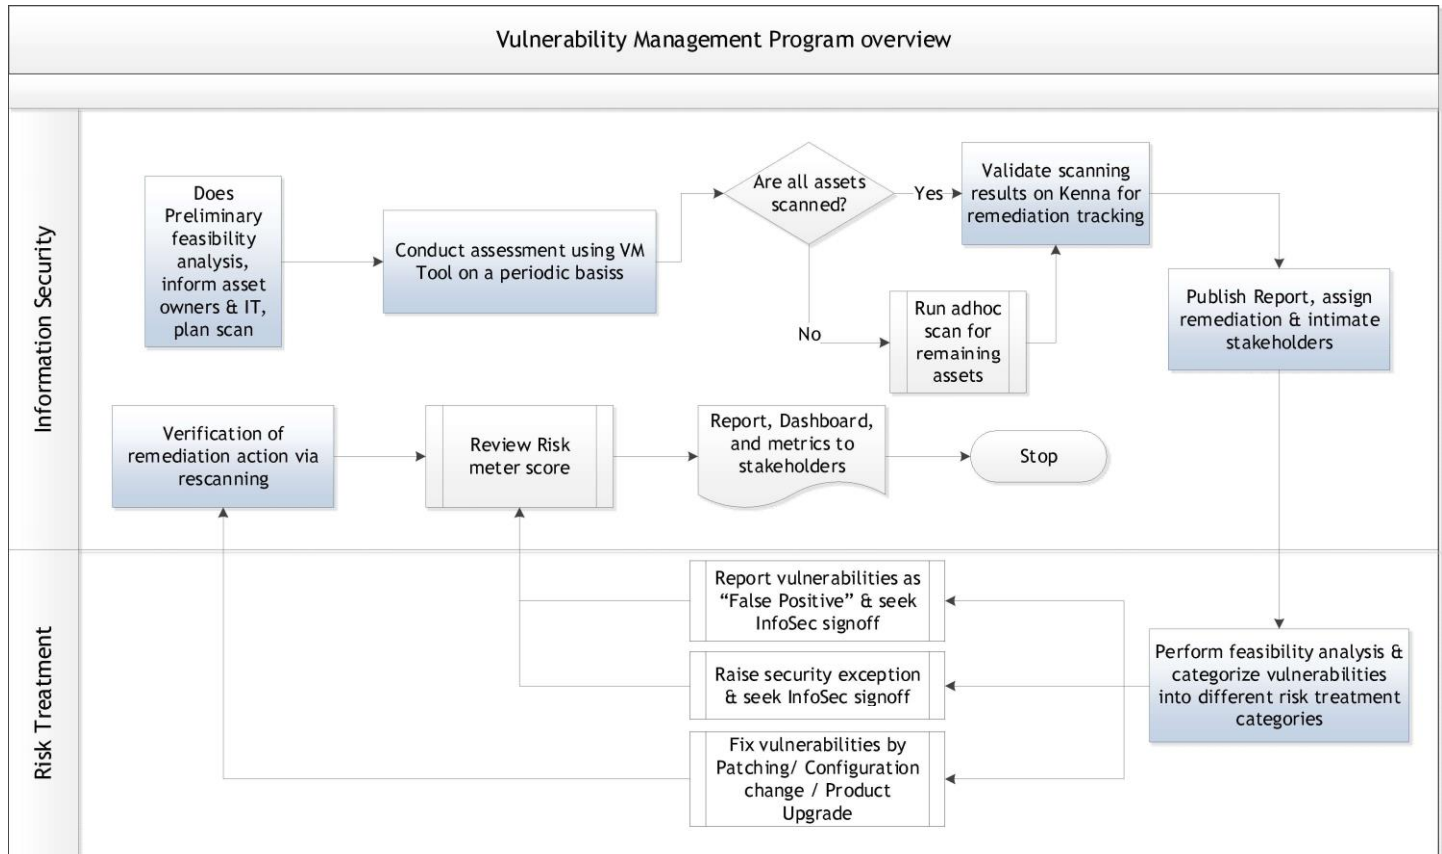 Vulnerability Management Program overview
Information Security
Does
Preliminary
feasibility
analysis,
inform asset
owners & IT,
plan scan
Conduct assessment using VM
Tool on a periodic basiss
Are all assets
scanned?
Yes
No
Validate scanning
results on Kenna for
remediation tracking
Run adhoc
scan for
remaining
assets
Publish Report, assign
remediation & intimate
stakeholders
Verification of
remediation action via
rescanning
Review Risk
meter score
Report, Dashboard,
and metrics to
stakeholders
Stop
Risk Treatment
Report vulnerabilities as
“False Positive” & seek
InfoSec signoff
Raise security exception
& seek InfoSec signoff
Fix vulnerabilities by
Patching/ Configuration
change / Product
Upgrade
Perform feasibility analysis &
categorize vulnerabilities
into different risk treatment
categories